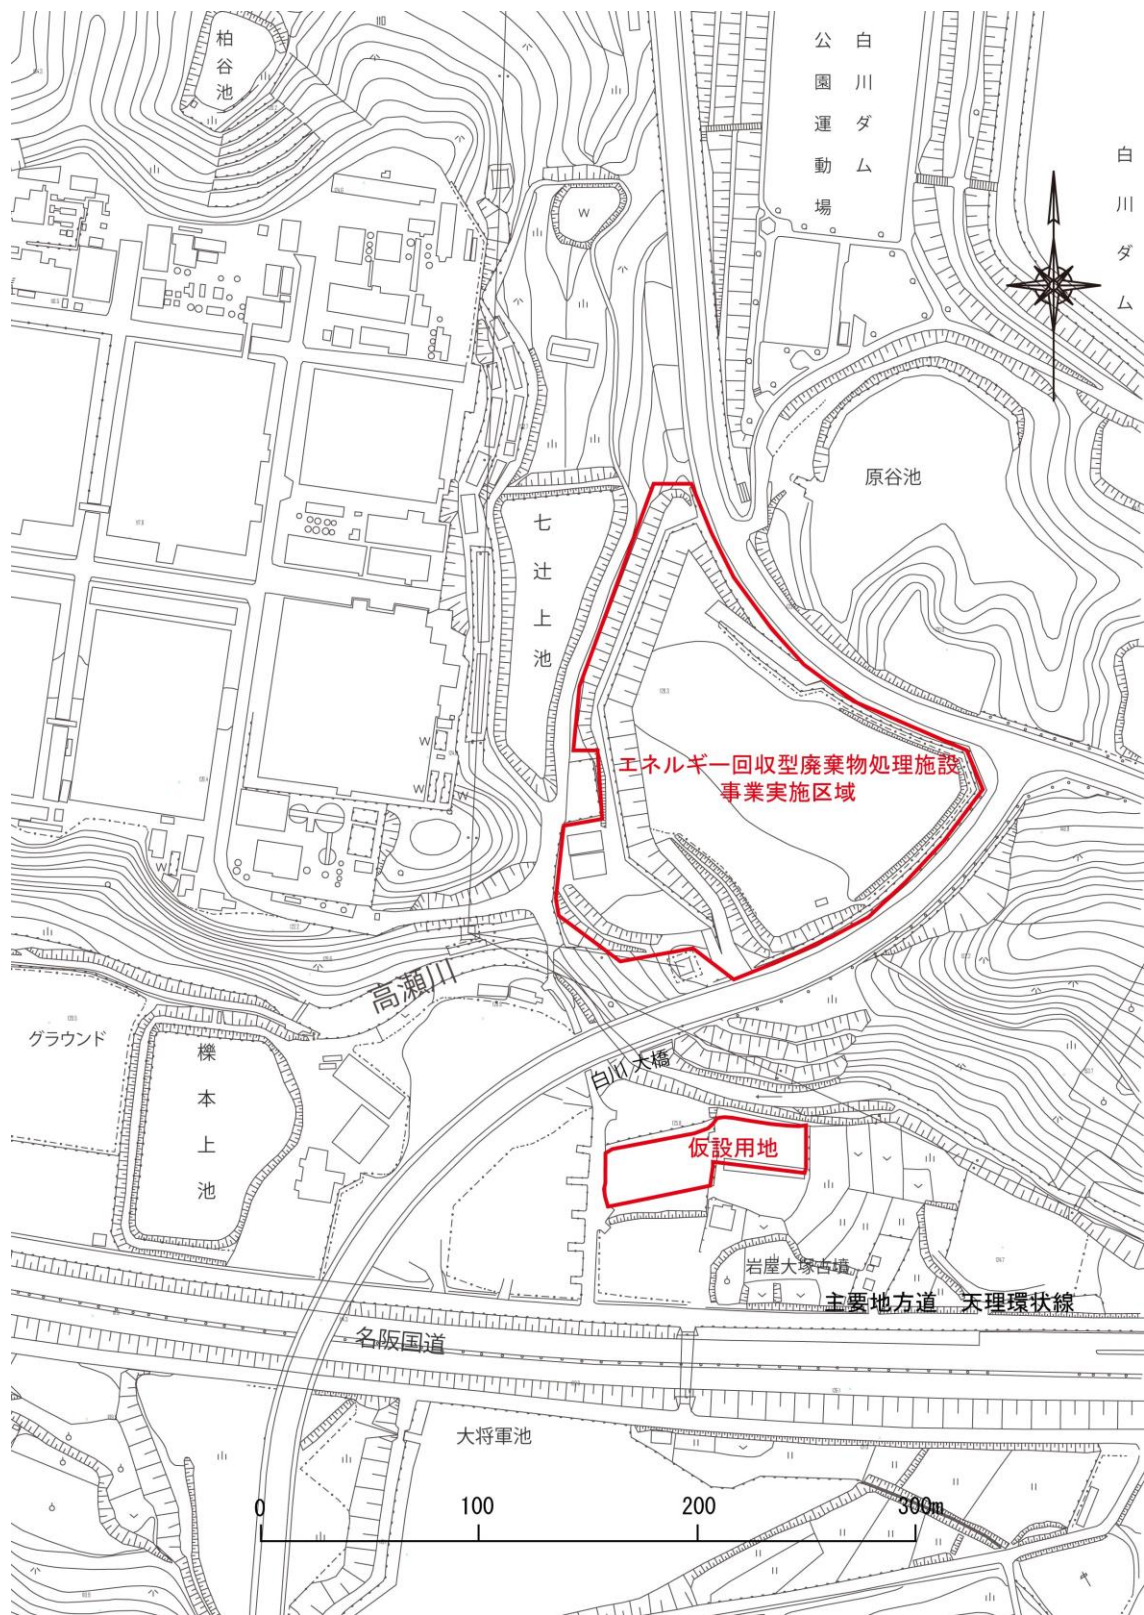 柏谷池
110
白川ダム
公園運動場
白川ダム
W
原谷池
七辻上池
エネルギー回収型廃棄物処理施設
事業実施区域
W
W
W
W
高瀬川
グラウンド
櫟本上池
白川大橋
仮設用地
岩屋大塚古墳
主要地方道 天理環状線
名阪国道
大将軍池
0 100 200 300m